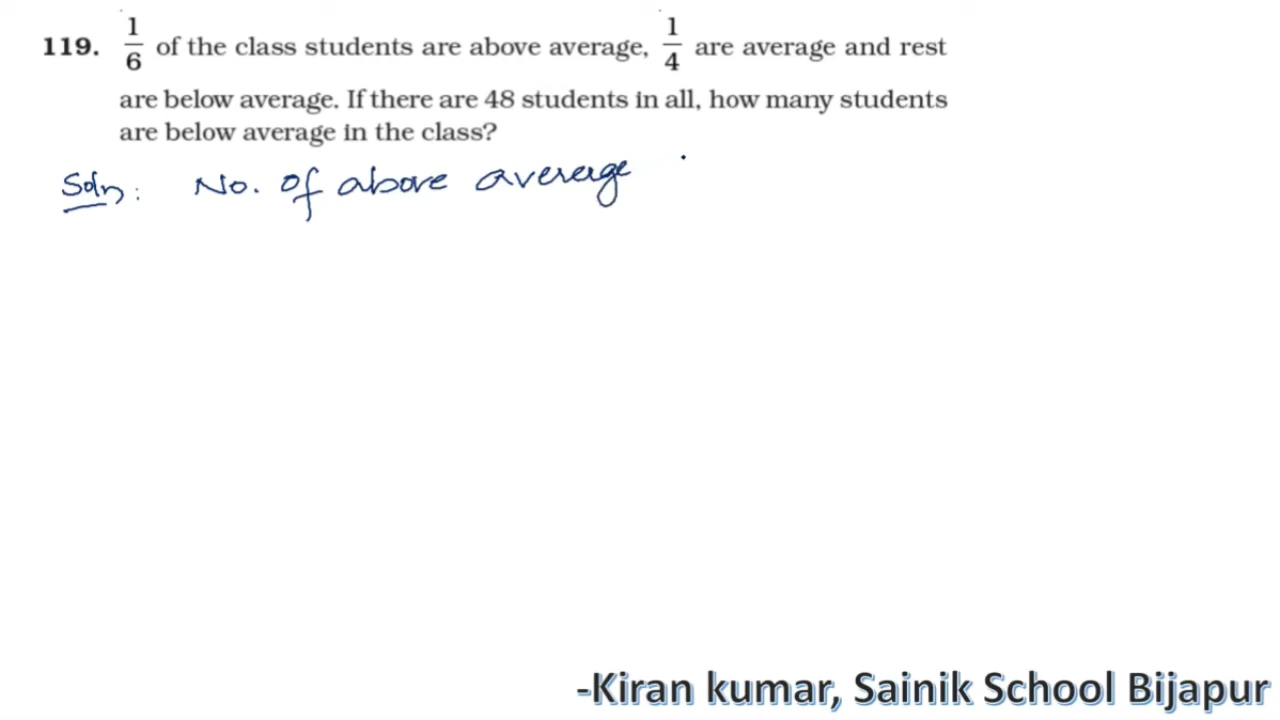 119. 1/6 of the class students are above average, 1/4 are average and rest
are below average. If there are 48 students in all, how many students
are below average in the class?
Soln: No. of above avererge
-Kiran kumar, Sainik School Bijapur